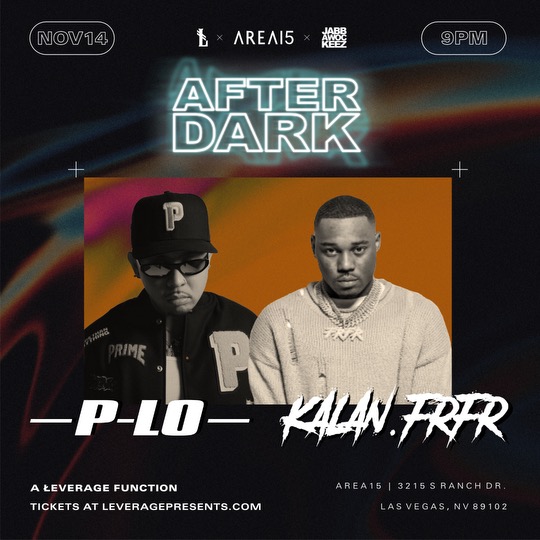 NOV14
Ł × AREA15 × JABB
AWOC
KEEZ
9PM
AFTER
DARK
P
PRIME
P
FRFR
P-LO
KALAN.FRFR
A ŁEVERAGE FUNCTION
TICKETS AT LEVERAGEPRESENTS.COM
AREA15 | 3215 S RANCH DR.
LAS VEGAS, NV 89102